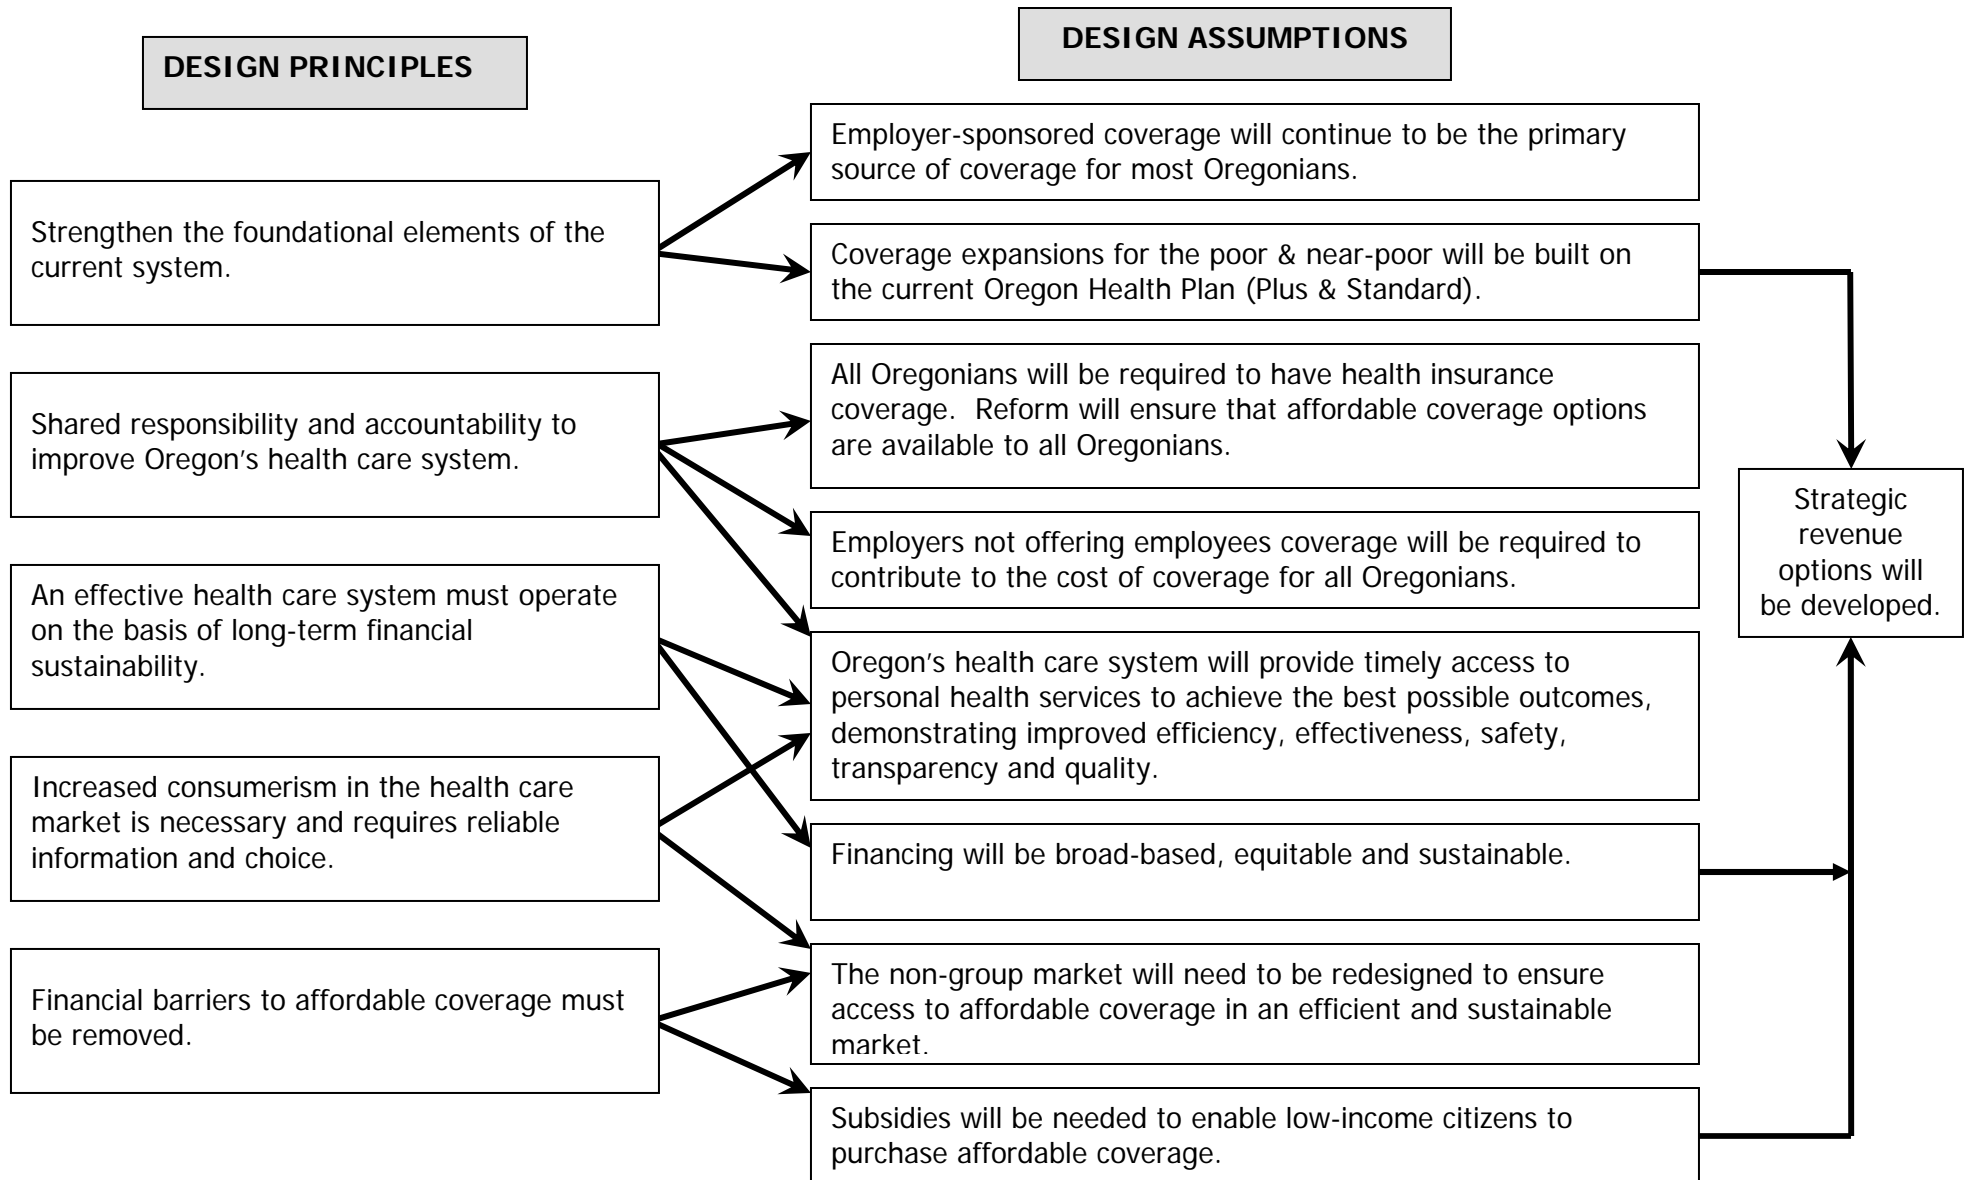 DESIGN PRINCIPLES
Strengthen the foundational elements of the
current system.
Shared responsibility and accountability to
improve Oregon’s health care system.
An effective health care system must operate
on the basis of long-term financial
sustainability.
Increased consumerism in the health care
market is necessary and requires reliable
information and choice.
Financial barriers to affordable coverage must
be removed.
DESIGN ASSUMPTIONS
Employer-sponsored coverage will continue to be the primary
source of coverage for most Oregonians.
Coverage expansions for the poor & near-poor will be built on
the current Oregon Health Plan (Plus & Standard).
All Oregonians will be required to have health insurance
coverage.  Reform will ensure that affordable coverage options
are available to all Oregonians.
Employers not offering employees coverage will be required to
contribute to the cost of coverage for all Oregonians.
Oregon’s health care system will provide timely access to
personal health services to achieve the best possible outcomes,
demonstrating improved efficiency, effectiveness, safety,
transparency and quality.
Financing will be broad-based, equitable and sustainable.
The non-group market will need to be redesigned to ensure
access to affordable coverage in an efficient and sustainable
market.
Subsidies will be needed to enable low-income citizens to
purchase affordable coverage.
Strategic
revenue
options will
be developed.